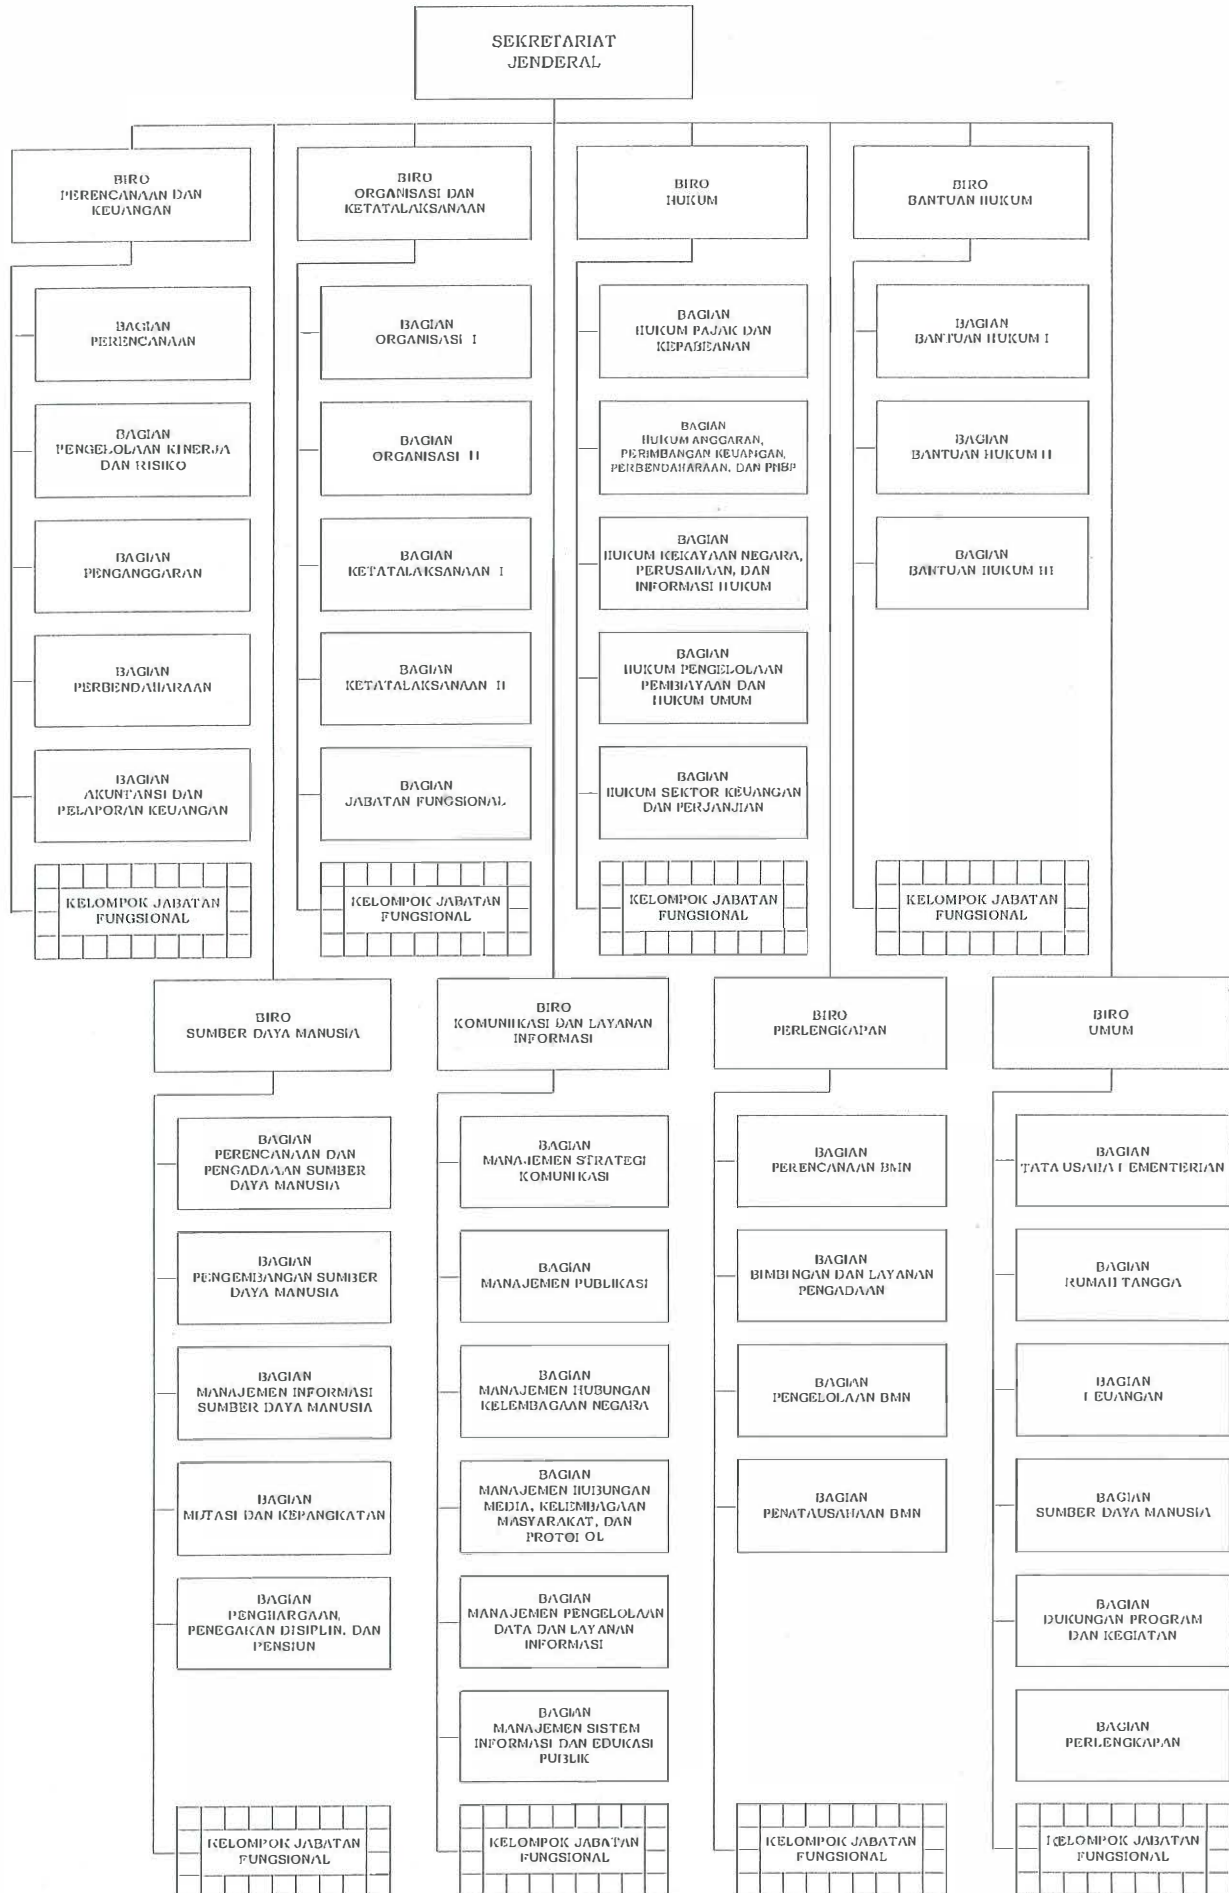 SEKRETARIAT
JENDERAL
BIRO
PERENCANAAN DAN
KEUANGAN
BIRO
ORGANISASI DAN
KETATALAKSANAAN
BIRO
HUKUM
BIRO
BANTUAN HUKUM
BAGIAN
PERENCANAAN
BAGIAN
PENGELOLAAN KINERJA
DAN RISIKO
BAGIAN
PENGANGGARAN
BAGIAN
PERBENDAHARAAN
BAGIAN
AKUNTANSI DAN
PELAPORAN KEUANGAN
KELOMPOK JABATAN
FUNGSIONAL
BAGIAN
ORGANISASI I
BAGIAN
ORGANISASI II
BAGIAN
KETATALAKSANAAN I
BAGIAN
KETATALAKSANAAN II
BAGIAN
JABATAN FUNGSIONAL
KELOMPOK JABATAN
FUNGSIONAL
BAGIAN
HUKUM PAJAK DAN
KEPABEANAN
BAGIAN
HUKUM ANGGARAN,
PERIMBANGAN KEUANGAN,
PERBENDAHARAAN, DAN PNBP
BAGIAN
HUKUM KEKAYAAN NEGARA,
PERUSAHAAN, DAN
INFORMASI HUKUM
BAGIAN
HUKUM PENGELOLAAN
PEMBIAYAAN DAN
HUKUM UMUM
BAGIAN
HUKUM SEKTOR KEUANGAN
DAN PERJANJIAN
KELOMPOK JABATAN
FUNGSIONAL
BAGIAN
BANTUAN HUKUM I
BAGIAN
BANTUAN HUKUM II
BAGIAN
BANTUAN HUKUM III
KELOMPOK JABATAN
FUNGSIONAL
BIRO
SUMBER DAYA MANUSIA
BIRO
KOMUNIKASI DAN LAYANAN
INFORMASI
BIRO
PERLENGKAPAN
BIRO
UMUM
BAGIAN
PERENCANAAN DAN
PENGADAAAN SUMBER
DAYA MANUSIA
BAGIAN
PENGEMBANGAN SUMBER
DAYA MANUSIA
BAGIAN
MANAJEMEN INFORMASI
SUMBER DAYA MANUSIA
BAGIAN
MUTASI DAN KEPANGKATAN
BAGIAN
PENGHARGAAN,
PENEGAKAN DISIPLIN, DAN
PENSIUN
KELOMPOK JABATAN
FUNGSIONAL
BAGIAN
MANAJEMEN STRATEGI
KOMUNIKASI
BAGIAN
MANAJEMEN PUBLIKASI
BAGIAN
MANAJEMEN HUBUNGAN
KELEMBAGAAN NEGARA
BAGIAN
MANAJEMEN HUBUNGAN
MEDIA, KELEMBAGAAN
MASYARAKAT, DAN
PROTOKOL
BAGIAN
MANAJEMEN PENGELOLAAN
DATA DAN LAYANAN
INFORMASI
BAGIAN
MANAJEMEN SISTEM
INFORMASI DAN EDUKASI
PUBLIK
KELOMPOK JABATAN
FUNGSIONAL
BAGIAN
PERENCANAAN BMN
BAGIAN
BIMBINGAN DAN LAYANAN
PENGADAAN
BAGIAN
PENGELOLAAN BMN
BAGIAN
PENATAUSAHAAN BMN
KELOMPOK JABATAN
FUNGSIONAL
BAGIAN
TATA USAHA KEMENTERIAN
BAGIAN
RUMAH TANGGA
BAGIAN
KEUANGAN
BAGIAN
SUMBER DAYA MANUSIA
BAGIAN
DUKUNGAN PROGRAM
DAN KEGIATAN
BAGIAN
PERLENGKAPAN
KELOMPOK JABATAN
FUNGSIONAL